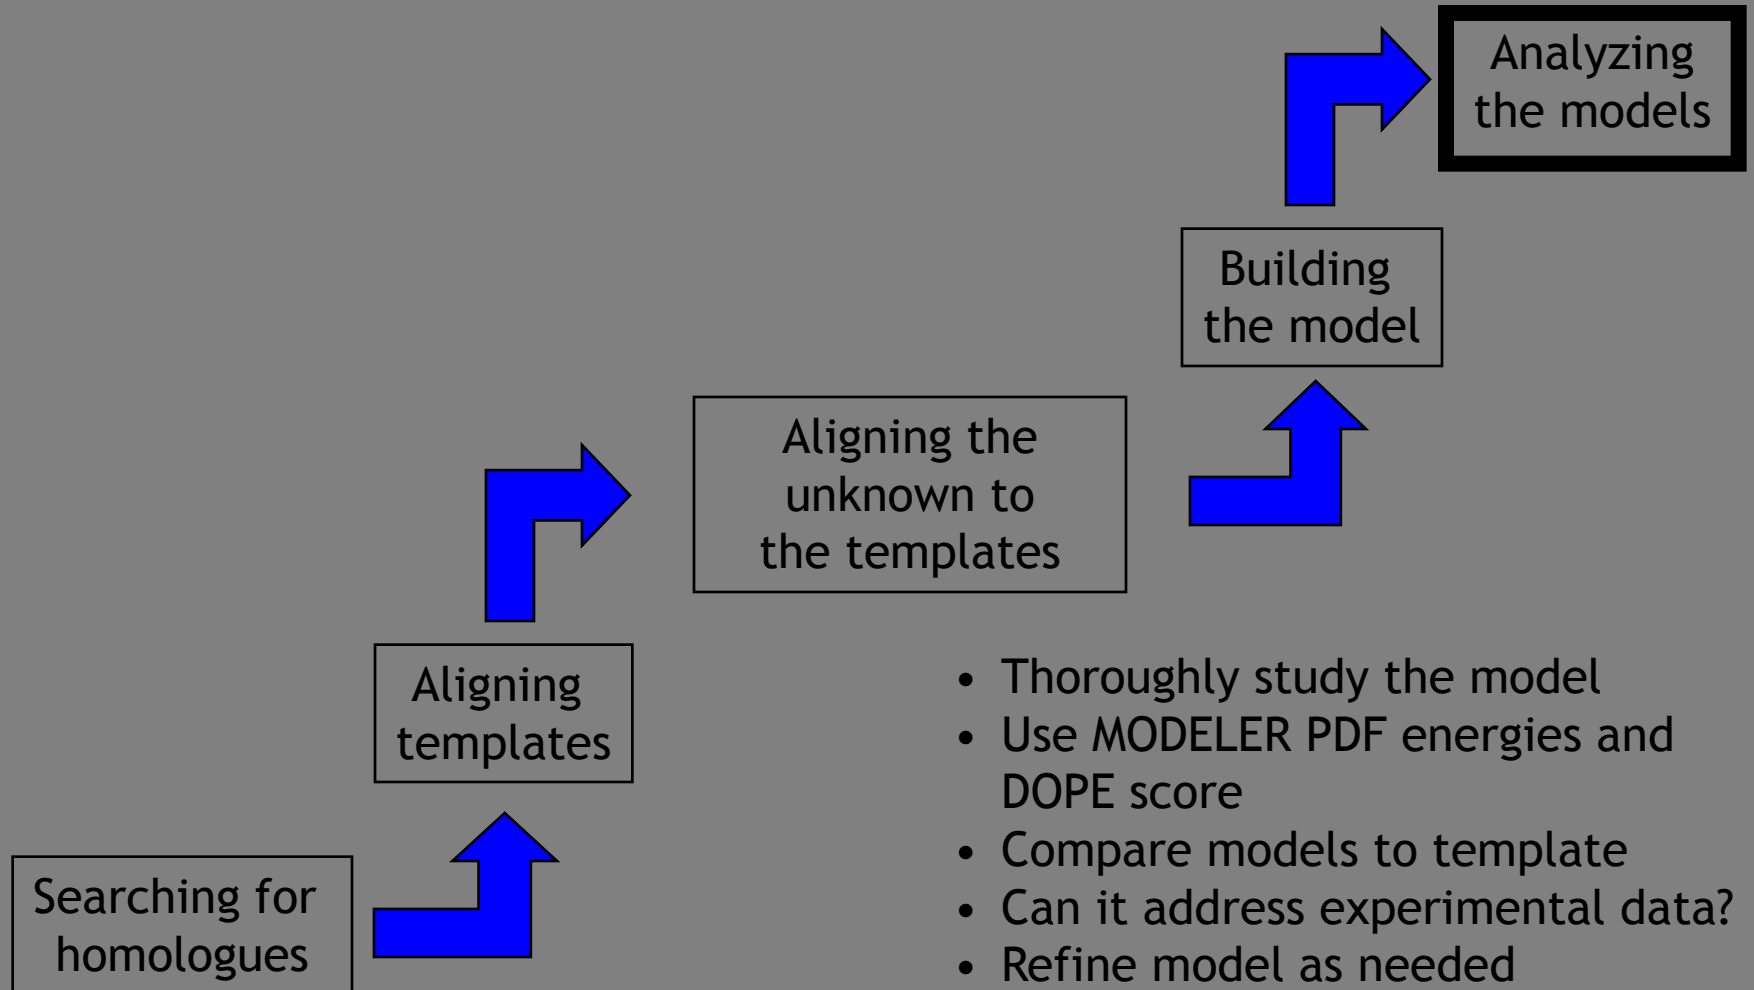 Analyzing
the models
Building
the model
Aligning the
unknown to
the templates
Aligning
templates
Searching for
homologues
• Thoroughly study the model
• Use MODELER PDF energies and
DOPE score
• Compare models to template
• Can it address experimental data?
• Refine model as needed